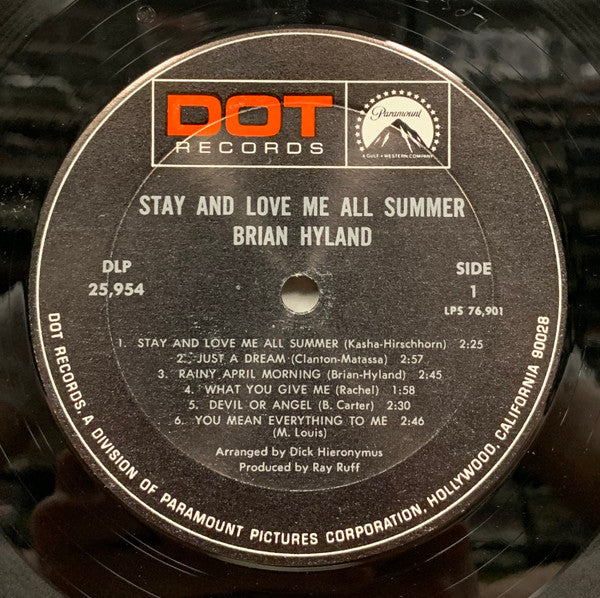 DOT
RECORDS
Paramount
A GULF + WESTERN COMPANY
STAY AND LOVE ME ALL SUMMER
BRIAN HYLAND
DLP
25,954
SIDE
1
LPS 76,901
1. STAY AND LOVE ME ALL SUMMER (Kasha-Hirschhorn) 2:25
2. JUST A DREAM (Clanton-Matassa) 2:57
3. RAINY APRIL MORNING (Brian-Hyland) 2:45
4. WHAT YOU GIVE ME (Rachel) 1:58
5. DEVIL OR ANGEL (B. Carter) 2:30
6. YOU MEAN EVERYTHING TO ME 2:46
(M. Louis)
Arranged by Dick Hieronymus
Produced by Ray Ruff
DOT RECORDS, A DIVISION OF PARAMOUNT PICTURES CORPORATION, HOLLYWOOD, CALIFORNIA 90028